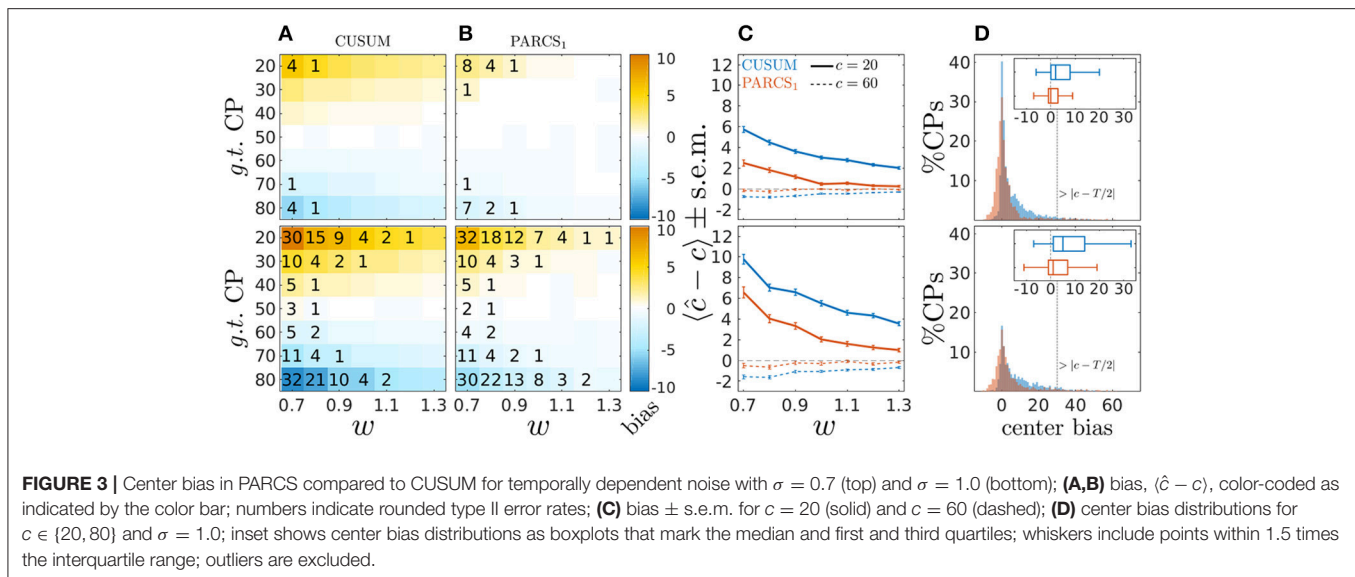 A
B
C
D
CUSUM
PARCS₁
g.t. CP
20 4 1
30
40
50
60
70 1
80 4 1
8 4 1
1
1
7 2 1
10
5
0
-5
-10
20 30 15 9 4 2 1
30 10 4 2 1
40 5 1
50 3 1
60 5 2
70 11 4 1
80 32 21 10 4 2
32 18 12 7 4 1 1
10 4 3 1
5 1
2 1
4 2
11 4 2 1
30 22 13 8 3 2
10
5
0
-5
-10
g.t. CP
0.7 0.9 1.1 1.3
w
0.7 0.9 1.1 1.3
w
bias
⟨ĉ − c⟩ ± s.e.m.
12
10
8
6
4
2
0
-2
CUSUM c = 20
PARCS₁ c = 60
12
10
8
6
4
2
0
-2
0.7 0.9 1.1 1.3
w
%CPs
40
30
20
10
-10 0 10 20 30
> |c − T/2|
%CPs
40
30
20
10
-10 0 10 20 30
> |c − T/2|
0 20 40 60
center bias
FIGURE 3 | Center bias in PARCS compared to CUSUM for temporally dependent noise with σ = 0.7 (top) and σ = 1.0 (bottom); (A,B) bias, ⟨ĉ − c⟩, color-coded as
indicated by the color bar; numbers indicate rounded type II error rates; (C) bias ± s.e.m. for c = 20 (solid) and c = 60 (dashed); (D) center bias distributions for
c ∈ {20, 80} and σ = 1.0; inset shows center bias distributions as boxplots that mark the median and first and third quartiles; whiskers include points within 1.5 times
the interquartile range; outliers are excluded.